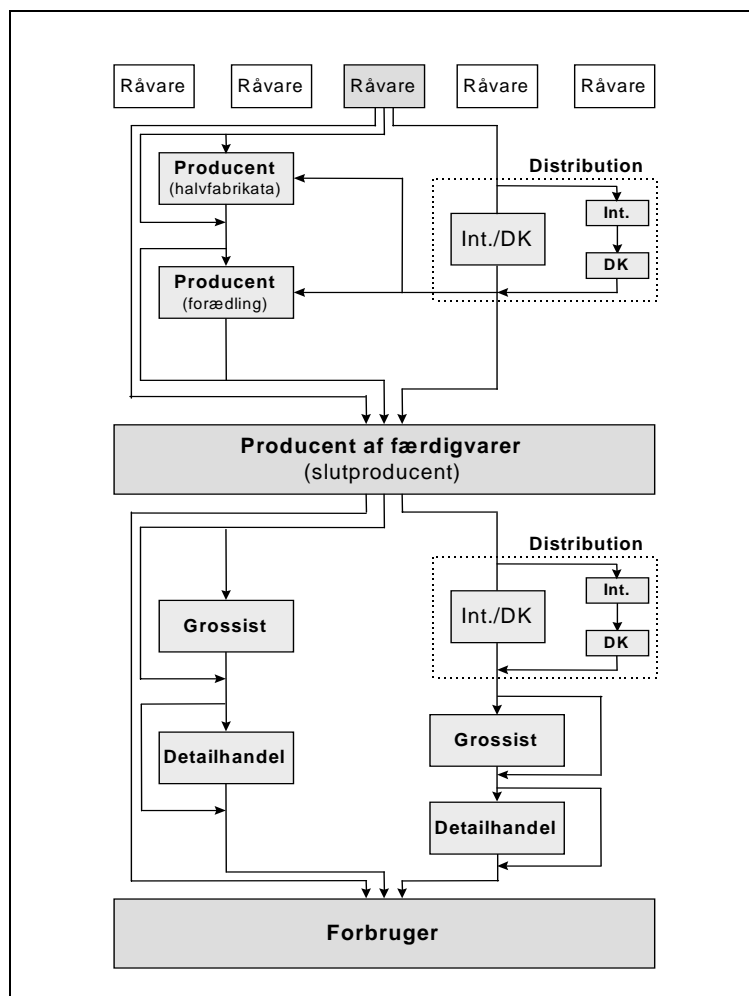 Råvare Råvare Råvare Råvare Råvare
Distribution
Producent
(halvfabrikata)
Int./DK
Int.
DK
Producent
(forædling)
Producent af færdigvarer
(slutproducent)
Distribution
Int./DK
Int.
DK
Grossist
Grossist
Detailhandel
Detailhandel
Forbruger